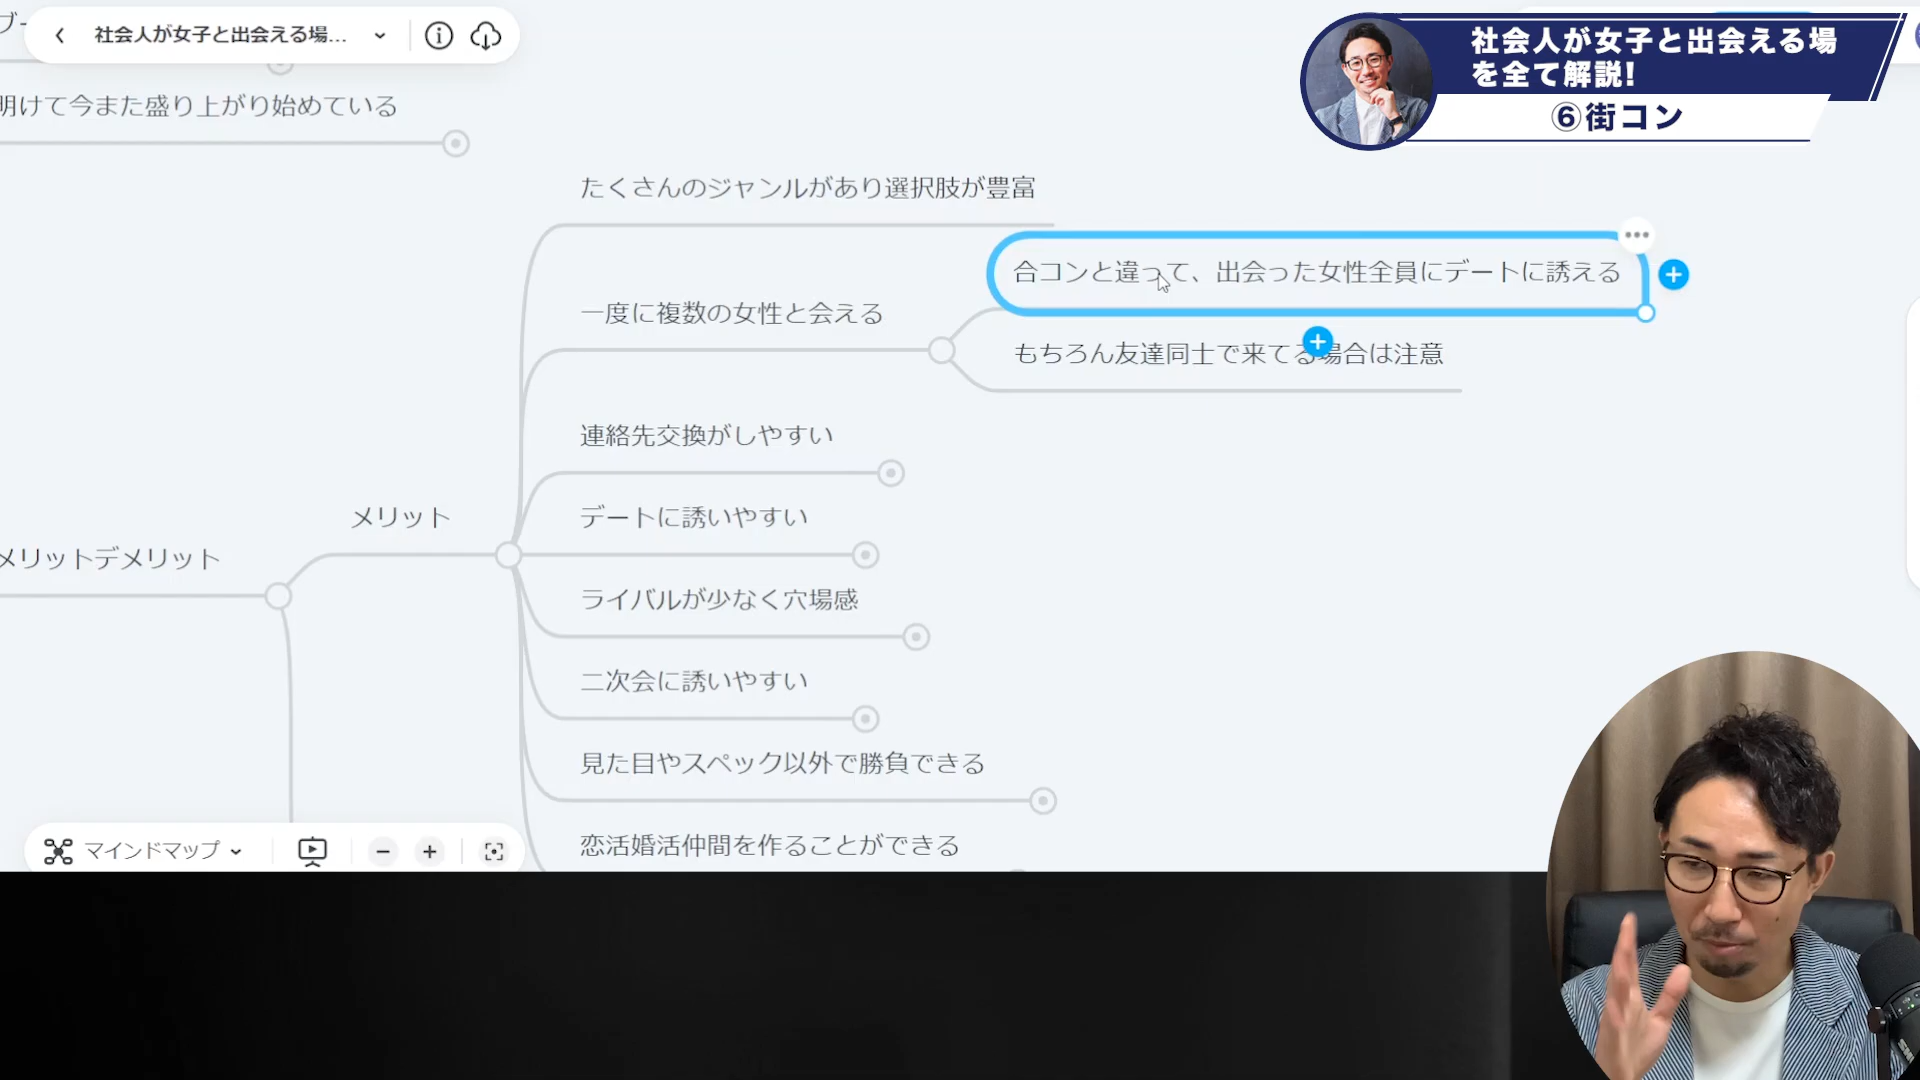 社会人が女子と出会える場...
社会人が女子と出会える場
を全て解説!
⑥街コン
明けて今また盛り上がり始めている
たくさんのジャンルがあり選択肢が豊富
合コンと違って、出会った女性全員にデートに誘える
一度に複数の女性と会える
もちろん友達同士で来てる場合は注意
連絡先交換がしやすい
デートに誘いやすい
メリット
メリットデメリット
ライバルが少なく穴場感
二次会に誘いやすい
見た目やスペック以外で勝負できる
恋活婚活仲間を作ることができる
マインドマップ